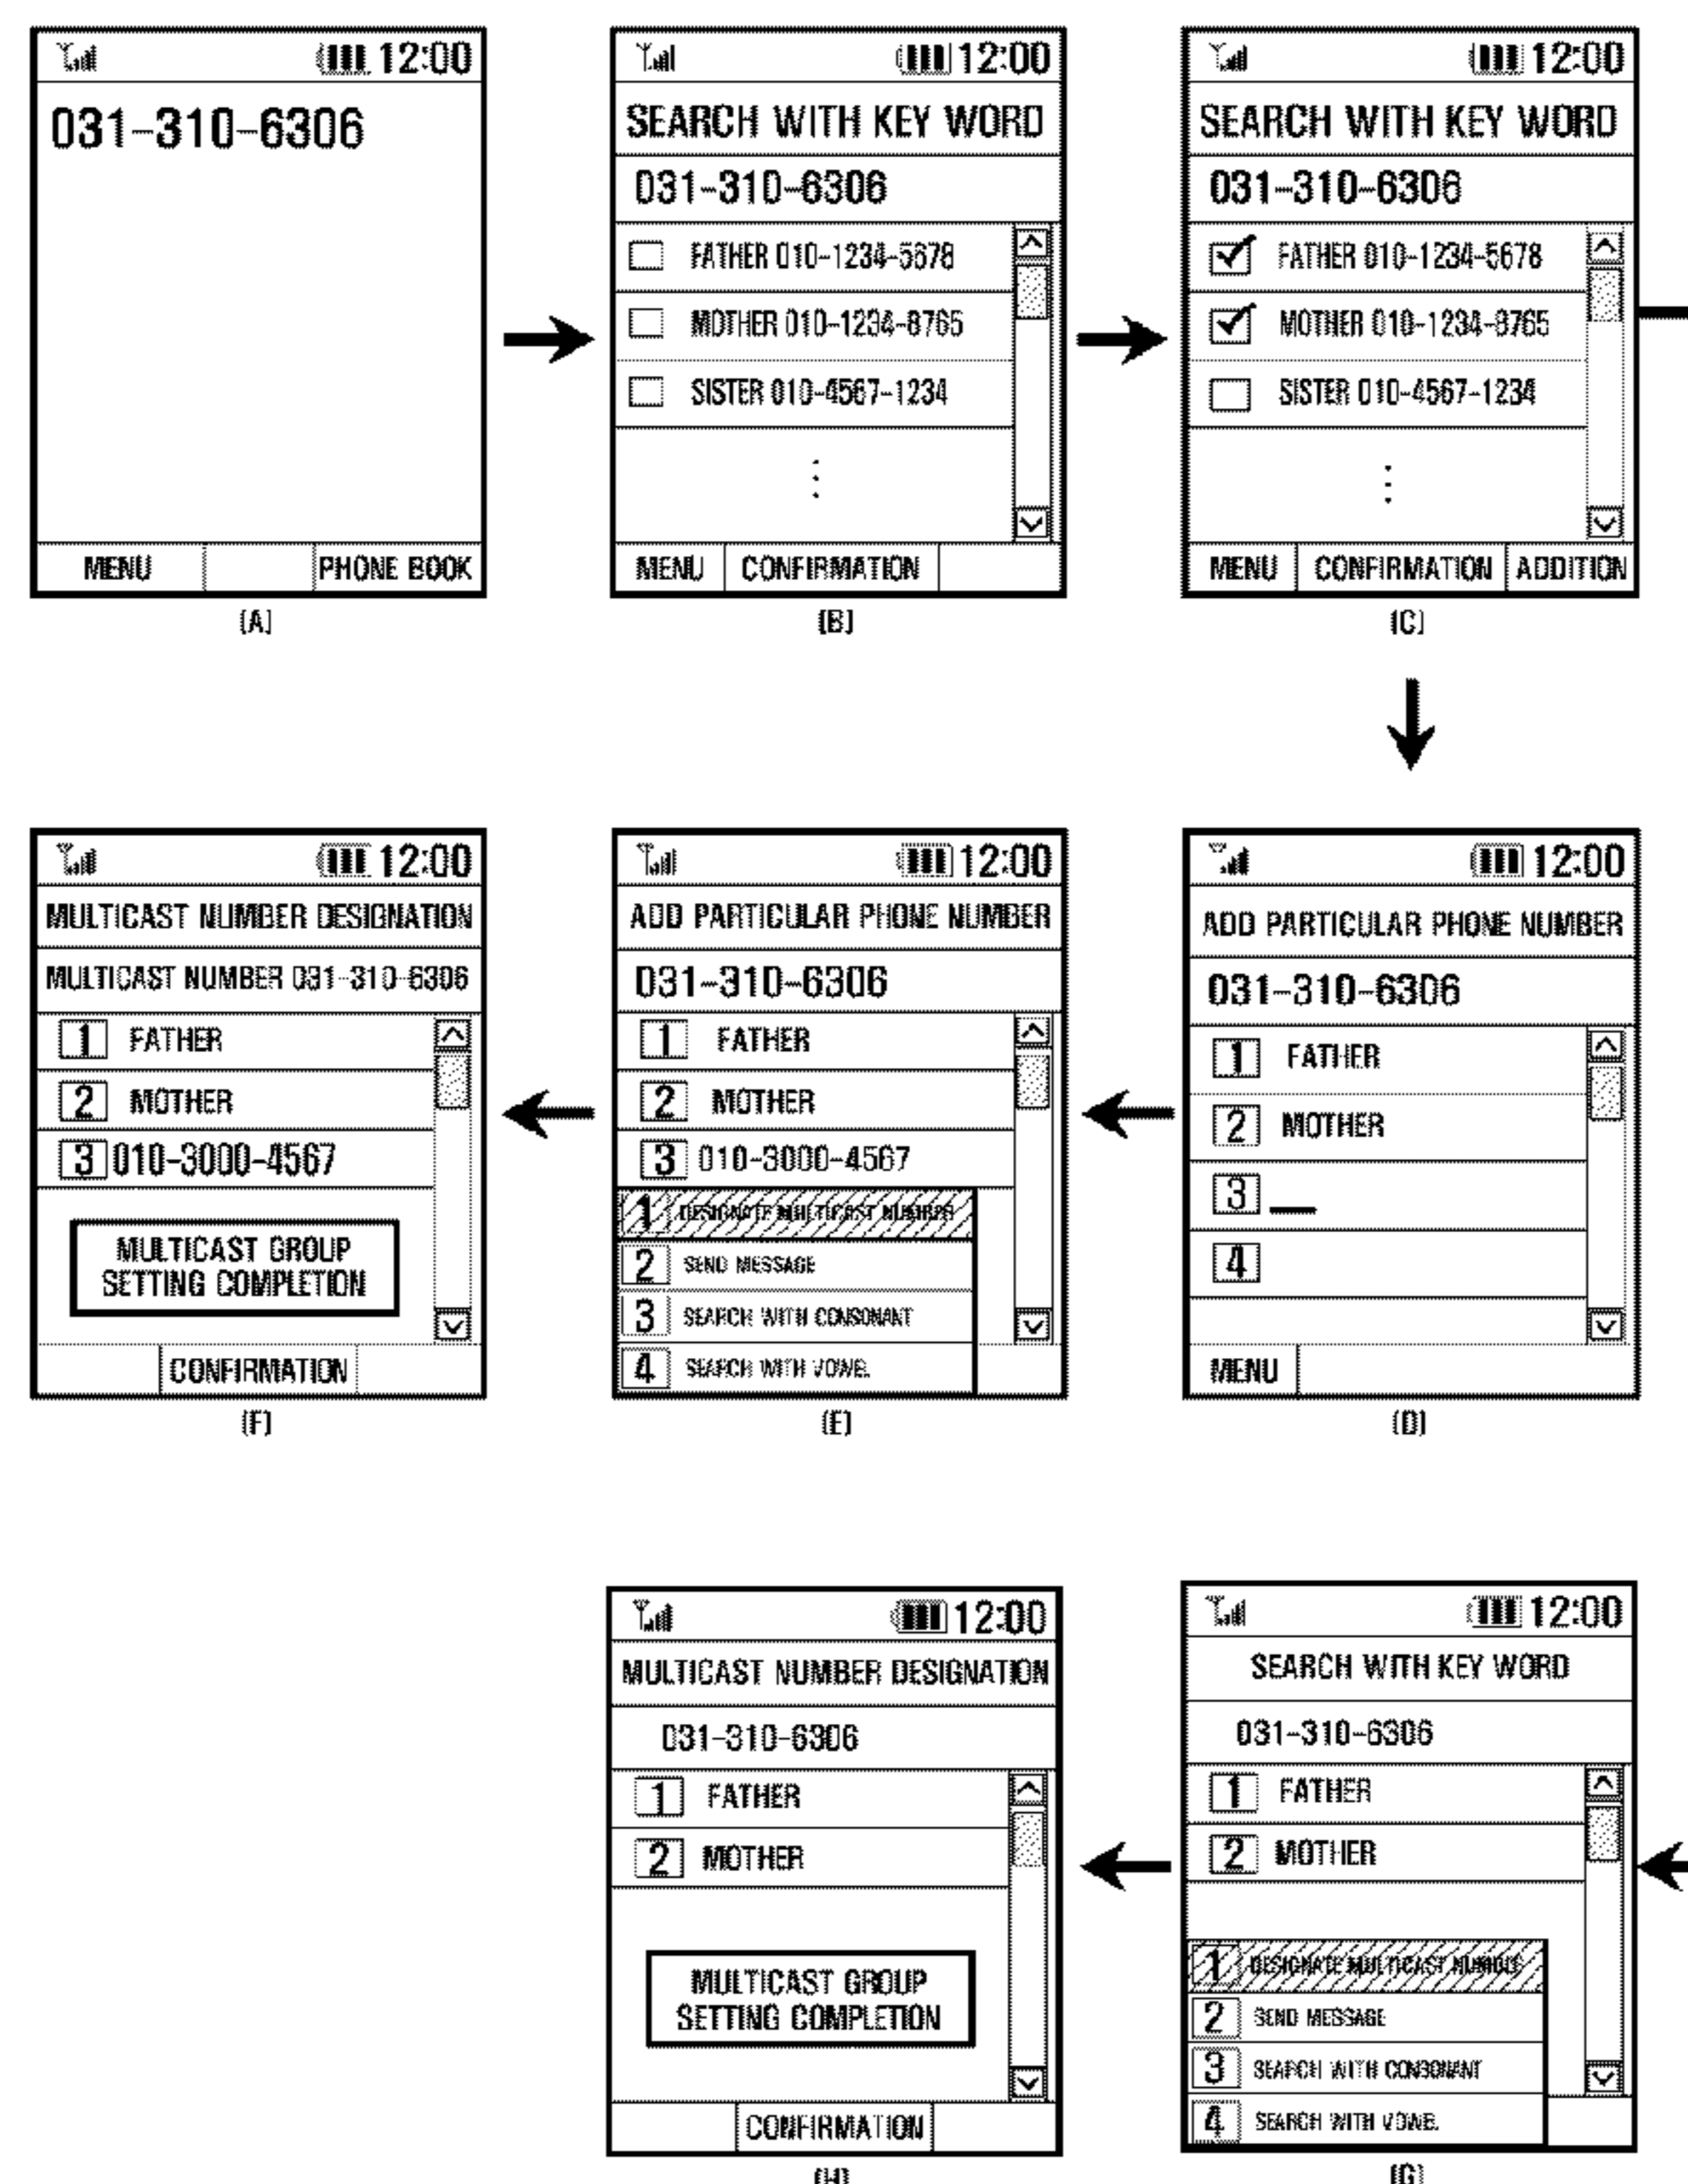 12:00
031-310-6306
MENU PHONE BOOK
(A)
12:00
SEARCH WITH KEY WORD
031-310-6306
FATHER 010-1234-5678
MOTHER 010-1234-8765
SISTER 010-4567-1234
MENU CONFIRMATION
(B)
12:00
SEARCH WITH KEY WORD
031-310-6306
FATHER 010-1234-5678
MOTHER 010-1234-8765
SISTER 010-4567-1234
MENU CONFIRMATION ADDITION
(C)
12:00
MULTICAST NUMBER DESIGNATION
MULTICAST NUMBER 031-310-6306
1 FATHER
2 MOTHER
3 010-3000-4567
MULTICAST GROUP
SETTING COMPLETION
CONFIRMATION
(F)
12:00
ADD PARTICULAR PHONE NUMBER
031-310-6306
1 FATHER
2 MOTHER
3 010-3000-4567
1 DESIGNATE MULTICAST NUMBER
2 SEND MESSAGE
3 SEARCH WITH CONSONANT
4 SEARCH WITH VOWEL
(E)
12:00
ADD PARTICULAR PHONE NUMBER
031-310-6306
1 FATHER
2 MOTHER
3
4
MENU
(D)
12:00
MULTICAST NUMBER DESIGNATION
031-310-6306
1 FATHER
2 MOTHER
MULTICAST GROUP
SETTING COMPLETION
CONFIRMATION
(H)
12:00
SEARCH WITH KEY WORD
031-310-6306
1 FATHER
2 MOTHER
1 DESIGNATE MULTICAST NUMBER
2 SEND MESSAGE
3 SEARCH WITH CONSONANT
4 SEARCH WITH VOWEL
(G)